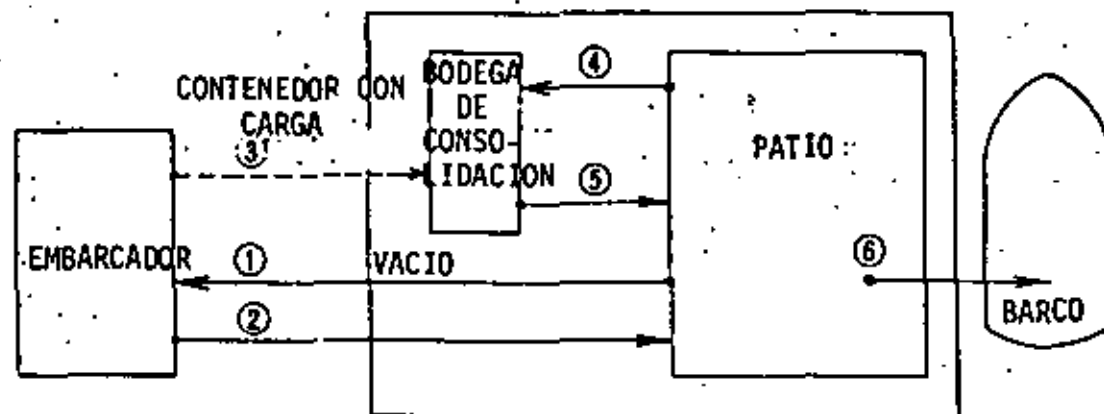 CONTENEDOR CON
CARGA
3'
EMBARCADOR
1
VACIO
2
BODEGA
DE
CONSO-
LIDACION
4
5
PATIO
6
BARCO